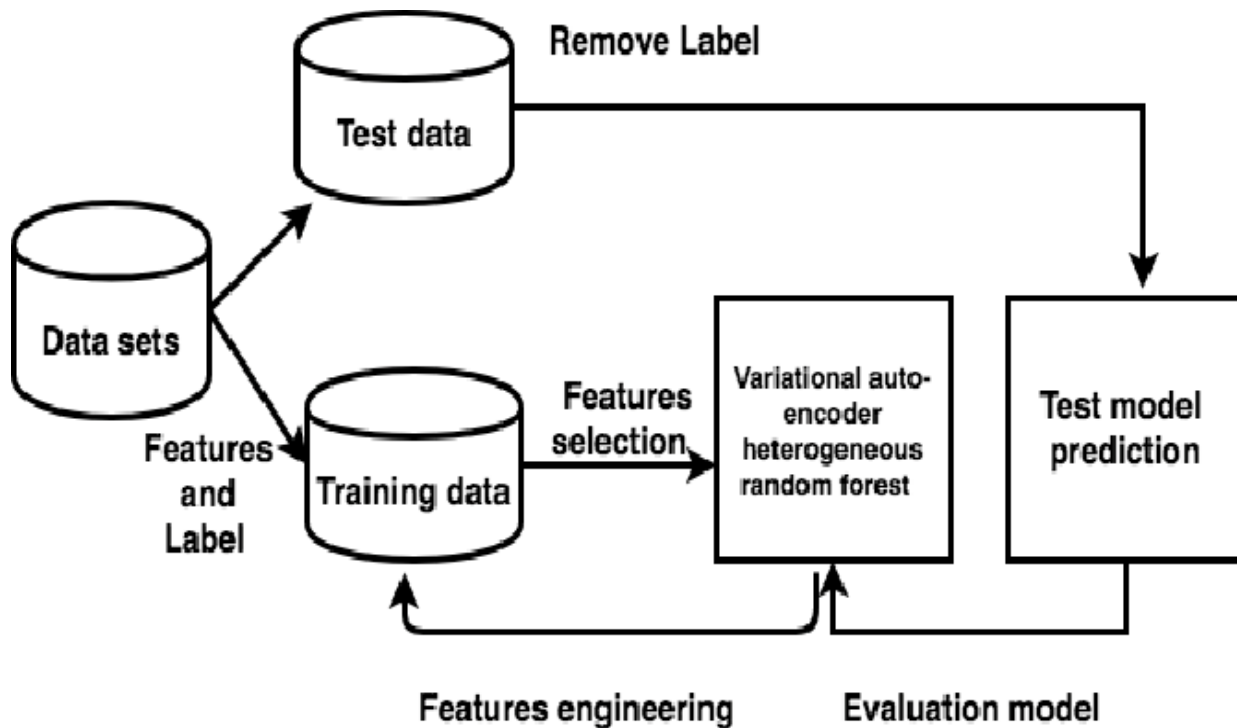 Remove Label
Test data
Data sets
Features
and
Label
Training data
Features
selection
Variational auto-
encoder
heterogeneous
random forest
Test model
prediction
Features engineering
Evaluation model